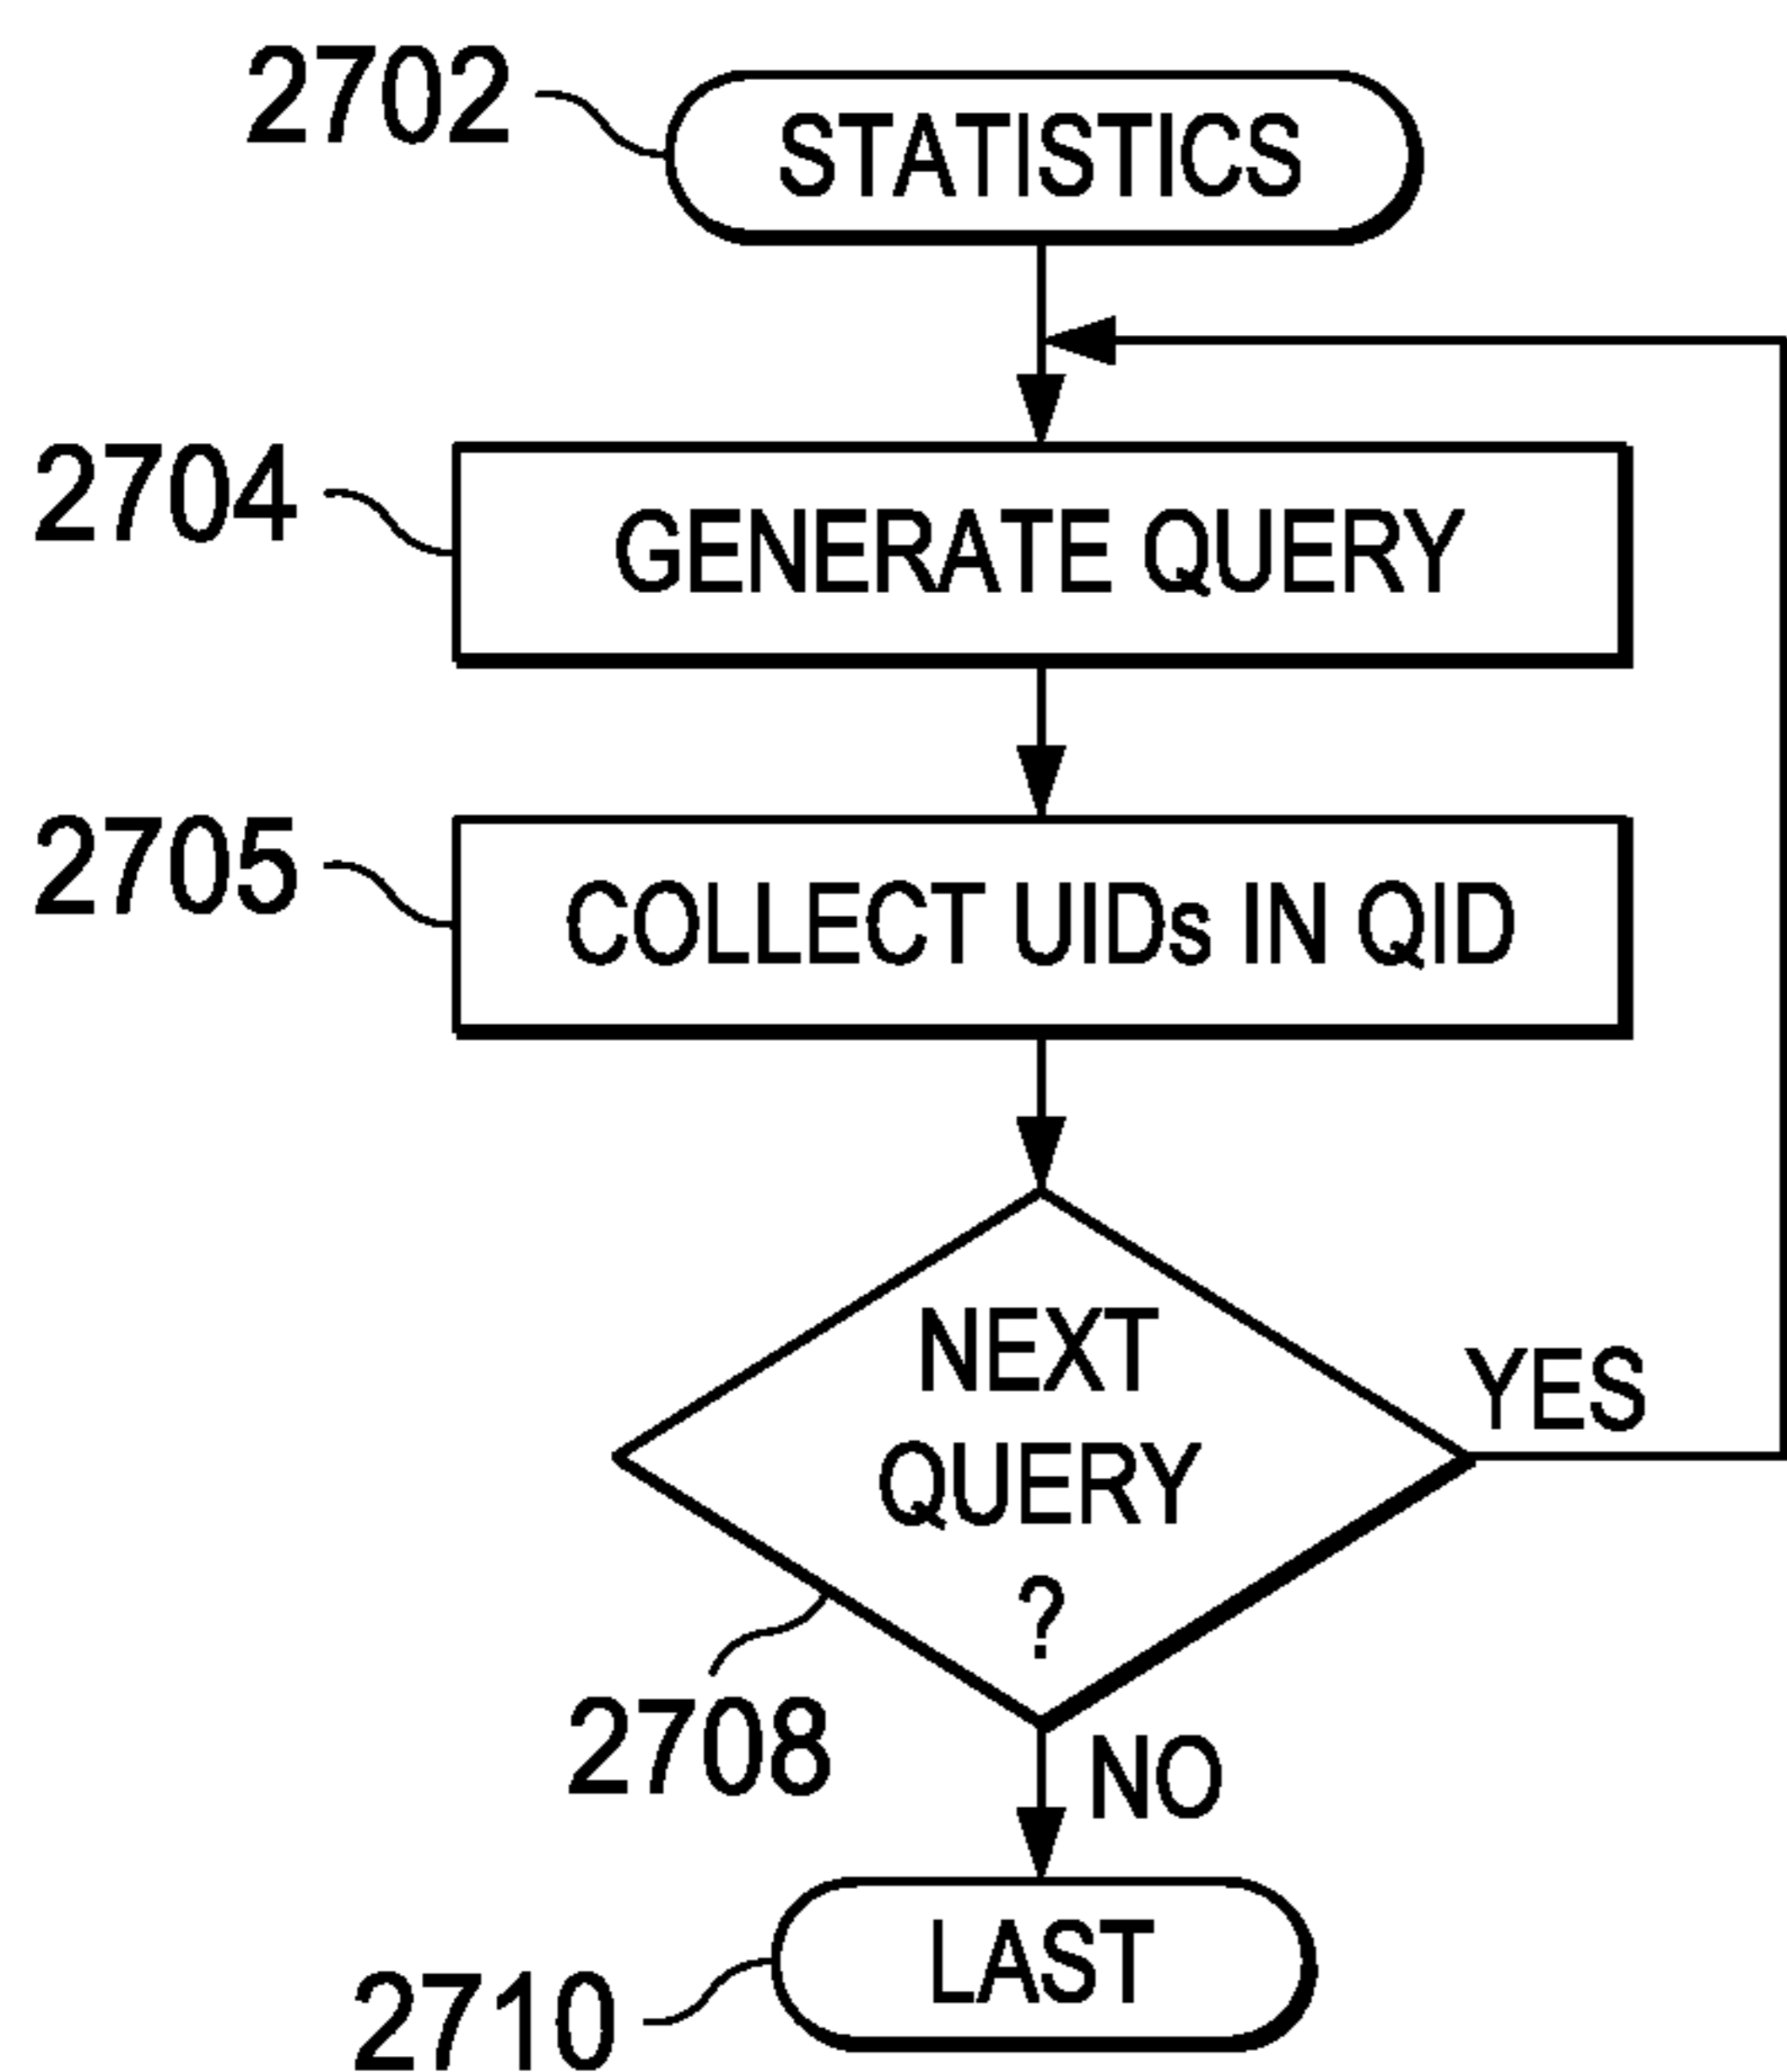 2702
STATISTICS
2704
GENERATE QUERY
2705
COLLECT UIDs IN QID
NEXT
QUERY
?
YES
2708
NO
LAST
2710